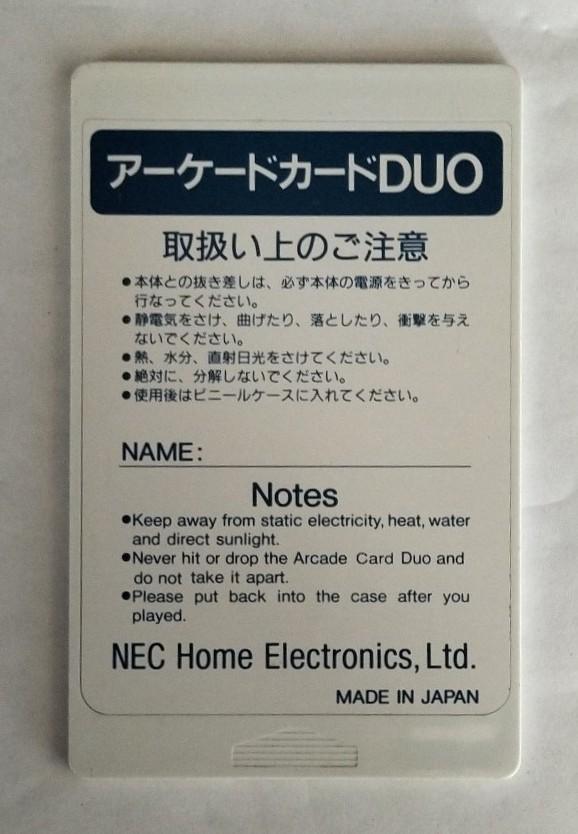 アーケードカードDUO
取扱い上のご注意
●本体との抜き差しは、必ず本体の電源をきってから
行なってください。
●静電気をさけ、曲げたり、落としたり、衝撃を与え
ないでください。
●熱、水分、直射日光をさけてください。
●絶対に、分解しないでください。
●使用後はビニールケースに入れてください。
NAME:
Notes
●Keep away from static electricity, heat, water
and direct sunlight.
●Never hit or drop the Arcade Card Duo and
do not take it apart.
●Please put back into the case after you
played.
NEC Home Electronics, Ltd.
MADE IN JAPAN